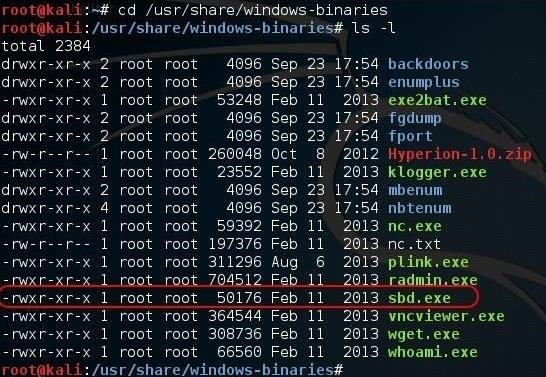 root@kali:~# cd /usr/share/windows-binaries
root@kali:/usr/share/windows-binaries# ls -l
total 2384
drwxr-xr-x 2 root root   4096 Sep 23 17:54 backdoors
drwxr-xr-x 2 root root   4096 Sep 23 17:54 enumplus
-rwxr-xr-x 1 root root  53248 Feb 11  2013 exe2bat.exe
drwxr-xr-x 2 root root   4096 Sep 23 17:54 fgdump
drwxr-xr-x 2 root root   4096 Sep 23 17:54 fport
-rw-r--r-- 1 root root 260048 Oct  8  2012 Hyperion-1.0.zip
-rwxr-xr-x 1 root root  23552 Feb 11  2013 klogger.exe
drwxr-xr-x 2 root root   4096 Sep 23 17:54 mbenum
drwxr-xr-x 4 root root   4096 Sep 23 17:54 nbtenum
-rwxr-xr-x 1 root root  59392 Feb 11  2013 nc.exe
-rw-r--r-- 1 root root 197376 Feb 11  2013 nc.txt
-rwxr-xr-x 1 root root 311296 Aug  6  2013 plink.exe
-rwxr-xr-x 1 root root 704512 Feb 11  2013 radmin.exe
-rwxr-xr-x 1 root root  50176 Feb 11  2013 sbd.exe
-rwxr-xr-x 1 root root 364544 Feb 11  2013 vncviewer.exe
-rwxr-xr-x 1 root root 308736 Feb 11  2013 wget.exe
-rwxr-xr-x 1 root root  66560 Feb 11  2013 whoami.exe
root@kali:/usr/share/windows-binaries#